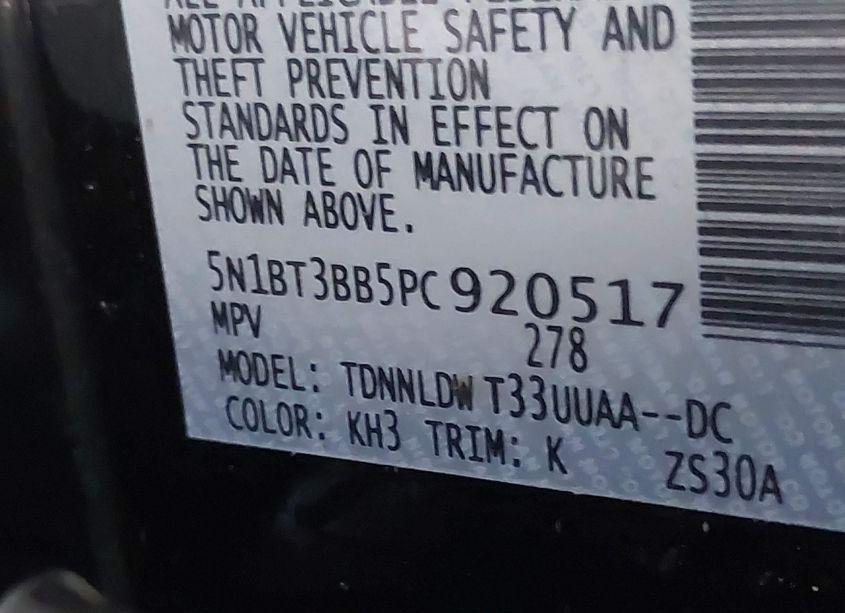 MOTOR VEHICLE SAFETY AND
THEFT PREVENTION
STANDARDS IN EFFECT ON
THE DATE OF MANUFACTURE
SHOWN ABOVE.
5N1BT3BB5PC920517
MPV 278
MODEL: TDNNLDW T33UUAA--DC
COLOR: KH3 TRIM: K ZS30A